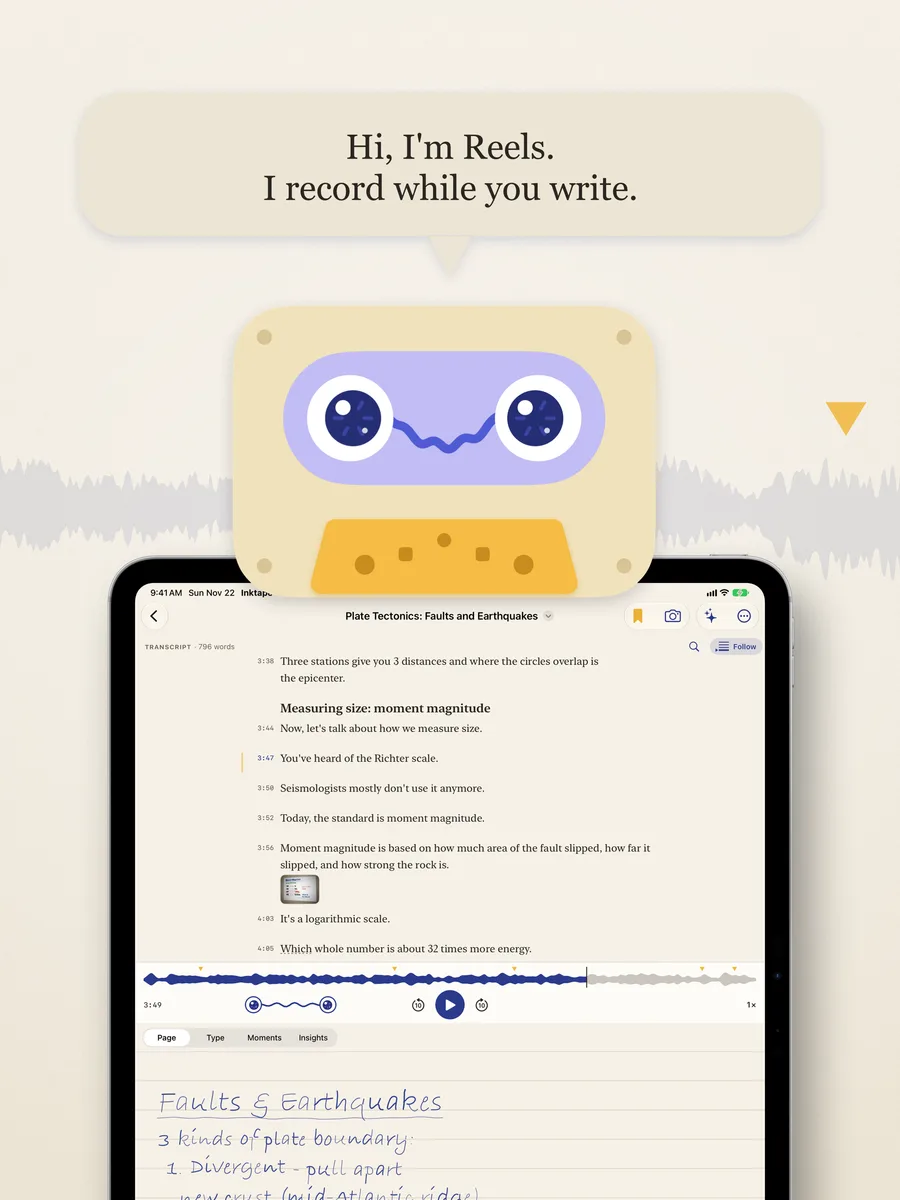 Hi, I'm Reels.
I record while you write.
9:41 AM Sun Nov 22
Plate Tectonics: Faults and Earthquakes
TRANSCRIPT · 796 words
Follow
3:38 Three stations give you 3 distances and where the circles overlap is
the epicenter.
Measuring size: moment magnitude
3:44 Now, let's talk about how we measure size.
3:47 You've heard of the Richter scale.
3:50 Seismologists mostly don't use it anymore.
3:52 Today, the standard is moment magnitude.
3:56 Moment magnitude is based on how much area of the fault slipped, how far it
slipped, and how strong the rock is.
4:03 It's a logarithmic scale.
4:05 Which whole number is about 32 times more energy.
3:49 10 10 1×
Page Type Moments Insights
Faults & Earthquakes
3 kinds of plate boundary:
1. Divergent - pull apart
new crust (mid-Atlantic ridge)